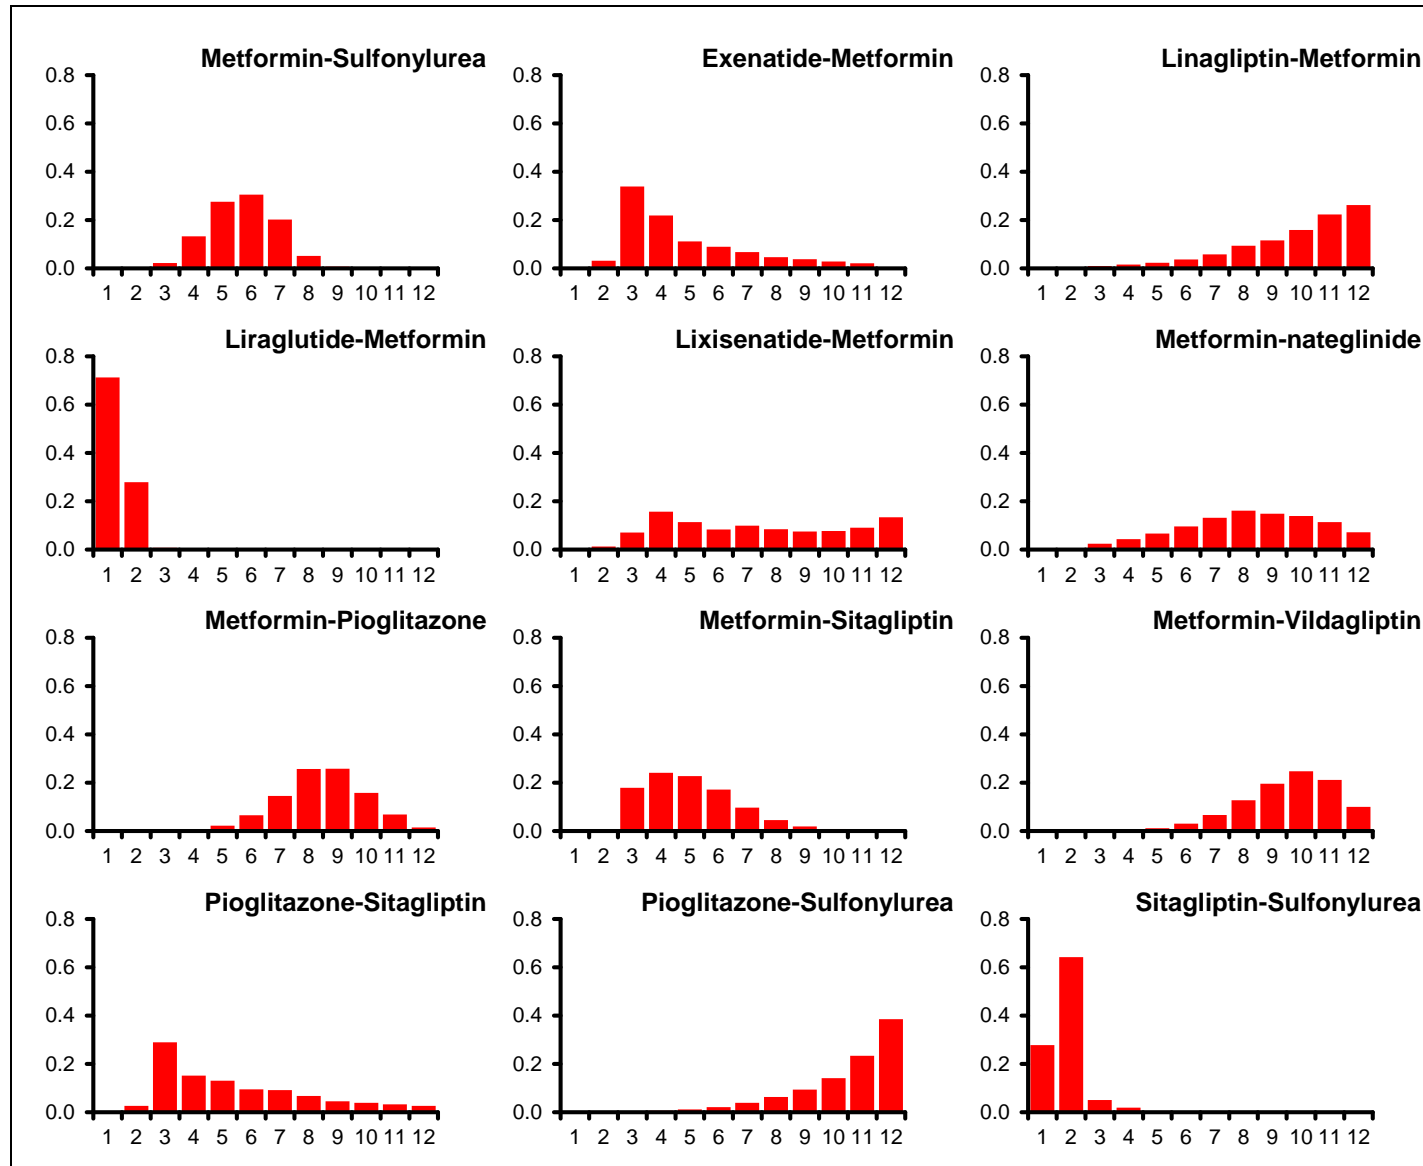 Metformin-Sulfonylurea
0.8
0.6
0.4
0.2
0.0
1 2 3 4 5 6 7 8 9 10 11 12
Exenatide-Metformin
0.8
0.6
0.4
0.2
0.0
1 2 3 4 5 6 7 8 9 10 11 12
Linagliptin-Metformin
0.8
0.6
0.4
0.2
0.0
1 2 3 4 5 6 7 8 9 10 11 12
Liraglutide-Metformin
0.8
0.6
0.4
0.2
0.0
1 2 3 4 5 6 7 8 9 10 11 12
Lixisenatide-Metformin
0.8
0.6
0.4
0.2
0.0
1 2 3 4 5 6 7 8 9 10 11 12
Metformin-nateglinide
0.8
0.6
0.4
0.2
0.0
1 2 3 4 5 6 7 8 9 10 11 12
Metformin-Pioglitazone
0.8
0.6
0.4
0.2
0.0
1 2 3 4 5 6 7 8 9 10 11 12
Metformin-Sitagliptin
0.8
0.6
0.4
0.2
0.0
1 2 3 4 5 6 7 8 9 10 11 12
Metformin-Vildagliptin
0.8
0.6
0.4
0.2
0.0
1 2 3 4 5 6 7 8 9 10 11 12
Pioglitazone-Sitagliptin
0.8
0.6
0.4
0.2
0.0
1 2 3 4 5 6 7 8 9 10 11 12
Pioglitazone-Sulfonylurea
0.8
0.6
0.4
0.2
0.0
1 2 3 4 5 6 7 8 9 10 11 12
Sitagliptin-Sulfonylurea
0.8
0.6
0.4
0.2
0.0
1 2 3 4 5 6 7 8 9 10 11 12